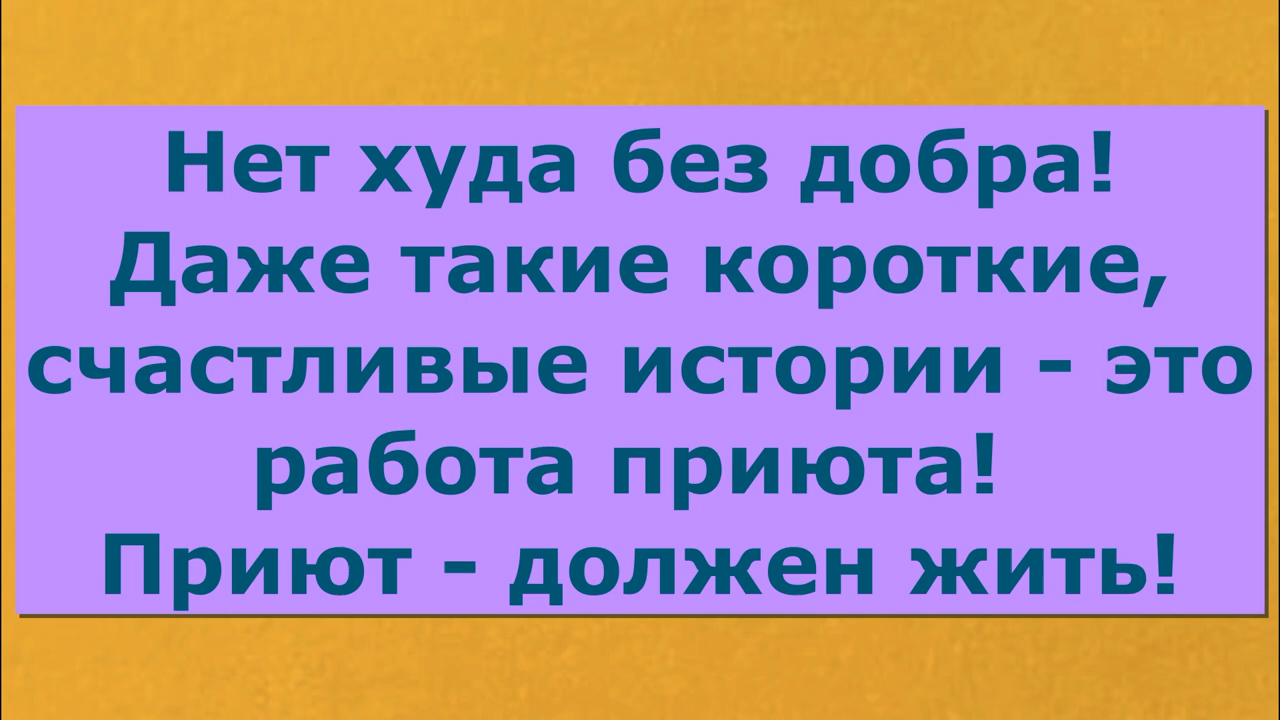 Нет худа без добра!
Даже такие короткие,
счастливые истории - это
работа приюта!
Приют - должен жить!